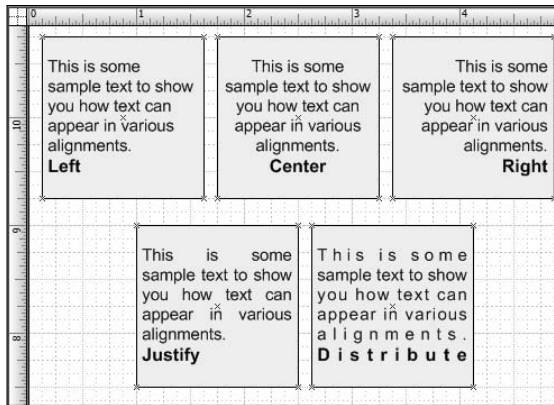 0 1 2 3 4
This is some
sample text to show
you how text can
appear in various
alignments.
Left
This is some
sample text to show
you how text can
appear in various
alignments.
Center
This is some
sample text to show
you how text can
appear in various
alignments.
Right
10
9
This is some
sample text to show
you how text can
appear in various
alignments.
Justify
This is some
sample text to show
you how text can
appear in various
alignments.
Distribute
8